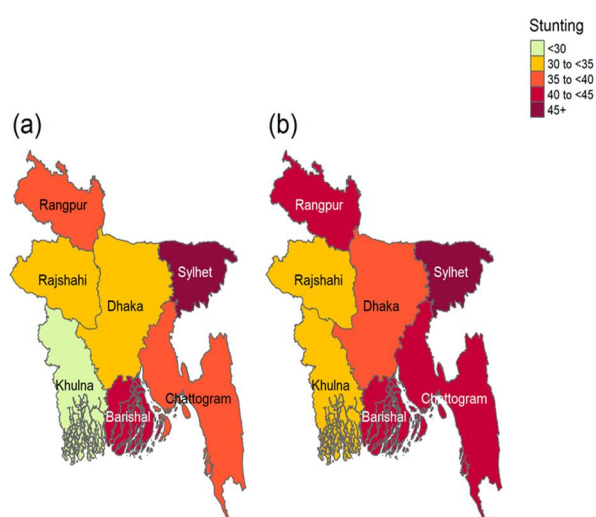 Stunting
<30
30 to <35
35 to <40
40 to <45
45+
(a)
Rangpur
Rajshahi
Dhaka
Sylhet
Khulna
Barishal
Chattogram
(b)
Rangpur
Rajshahi
Dhaka
Sylhet
Khulna
Barishal
Chattogram